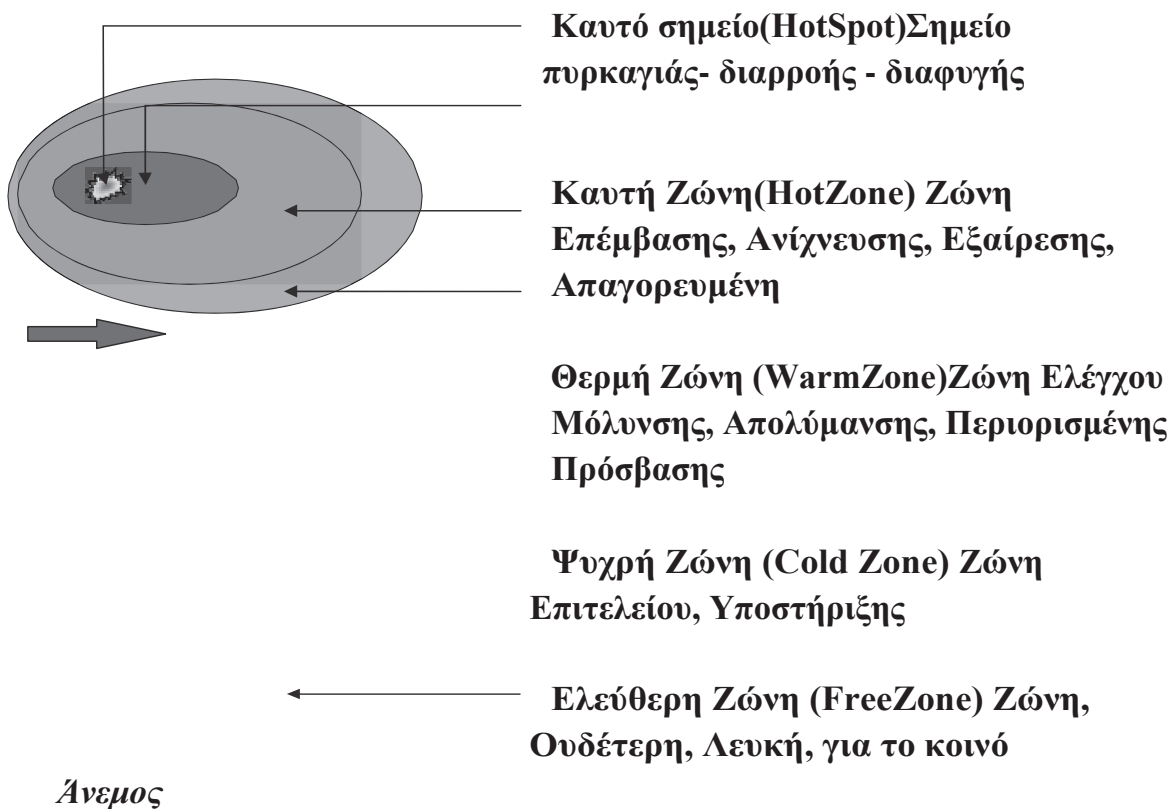 Καυτό σημείο(HotSpot)Σημείο
πυρκαγιάς- διαρροής - διαφυγής
Καυτή Ζώνη(HotZone) Ζώνη
Επέμβασης, Ανίχνευσης, Εξαίρεσης,
Απαγορευμένη
Θερμή Ζώνη (WarmZone)Ζώνη Ελέγχου
Μόλυνσης, Απολύμανσης, Περιορισμένης
Πρόσβασης
Ψυχρή Ζώνη (Cold Zone) Ζώνη
Επιτελείου, Υποστήριξης
Ελεύθερη Ζώνη (FreeZone) Ζώνη,
Ουδέτερη, Λευκή, για το κοινό
Άνεμος